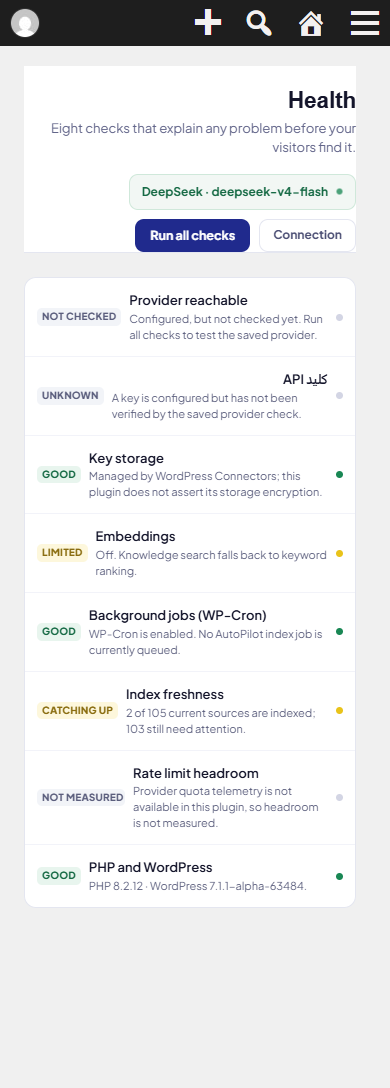 Health
Eight checks that explain any problem before your
visitors find it.
DeepSeek · deepseek-v4-flash
Run all checks
Connection
Provider reachable
NOT CHECKED
Configured, but not checked yet. Run
all checks to test the saved provider.
کلید API
UNKNOWN
A key is configured but has not been
verified by the saved provider check.
Key storage
GOOD
Managed by WordPress Connectors; this
plugin does not assert its storage encryption.
Embeddings
LIMITED
Off. Knowledge search falls back to keyword
ranking.
Background jobs (WP-Cron)
GOOD
WP-Cron is enabled. No AutoPilot index job is
currently queued.
Index freshness
CATCHING UP
2 of 105 current sources are indexed;
103 still need attention.
Rate limit headroom
NOT MEASURED
Provider quota telemetry is not
available in this plugin, so headroom
is not measured.
PHP and WordPress
GOOD
PHP 8.2.12 · WordPress 7.1.1-alpha-63484.